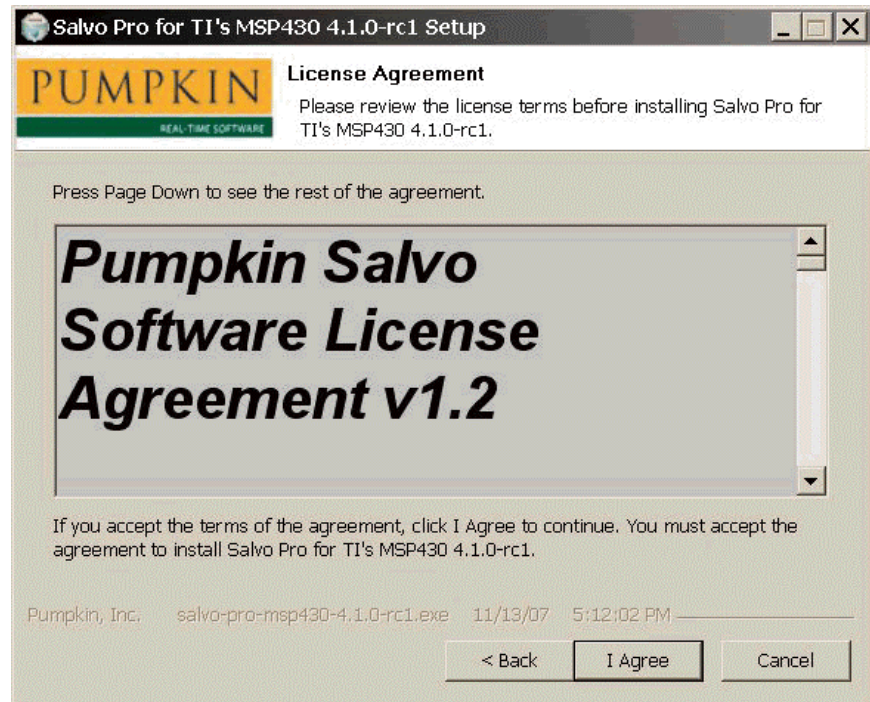 Salvo Pro for TI's MSP430 4.1.0-rc1 Setup
PUMPKIN
REAL-TIME SOFTWARE
License Agreement
Please review the license terms before installing Salvo Pro for
TI's MSP430 4.1.0-rc1.
Press Page Down to see the rest of the agreement.
Pumpkin Salvo
Software License
Agreement v1.2
If you accept the terms of the agreement, click I Agree to continue. You must accept the
agreement to install Salvo Pro for TI's MSP430 4.1.0-rc1.
Pumpkin, Inc. salvo-pro-msp430-4.1.0-rc1.exe 11/13/07 5:12:02 PM
< Back I Agree Cancel